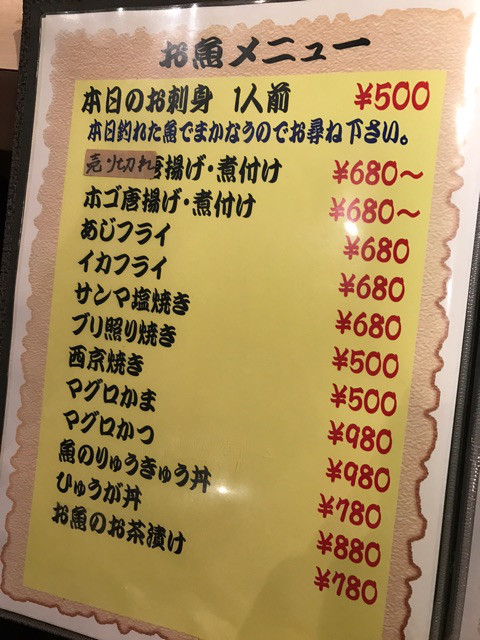 お魚メニュー
本日のお刺身 1人前 ¥500
本日釣れた魚でまかなうのでお尋ね下さい。
売り切れ 揚げ・煮付け ¥680〜
ホゴ唐揚げ・煮付け ¥680〜
あじフライ ¥680
イカフライ ¥680
サンマ塩焼き ¥680
ブリ照り焼き ¥500
西京焼き ¥500
マグロかま ¥980
マグロかつ ¥980
魚のりゅうきゅう丼 ¥780
ひゅうが丼 ¥880
お魚のお茶漬け ¥780